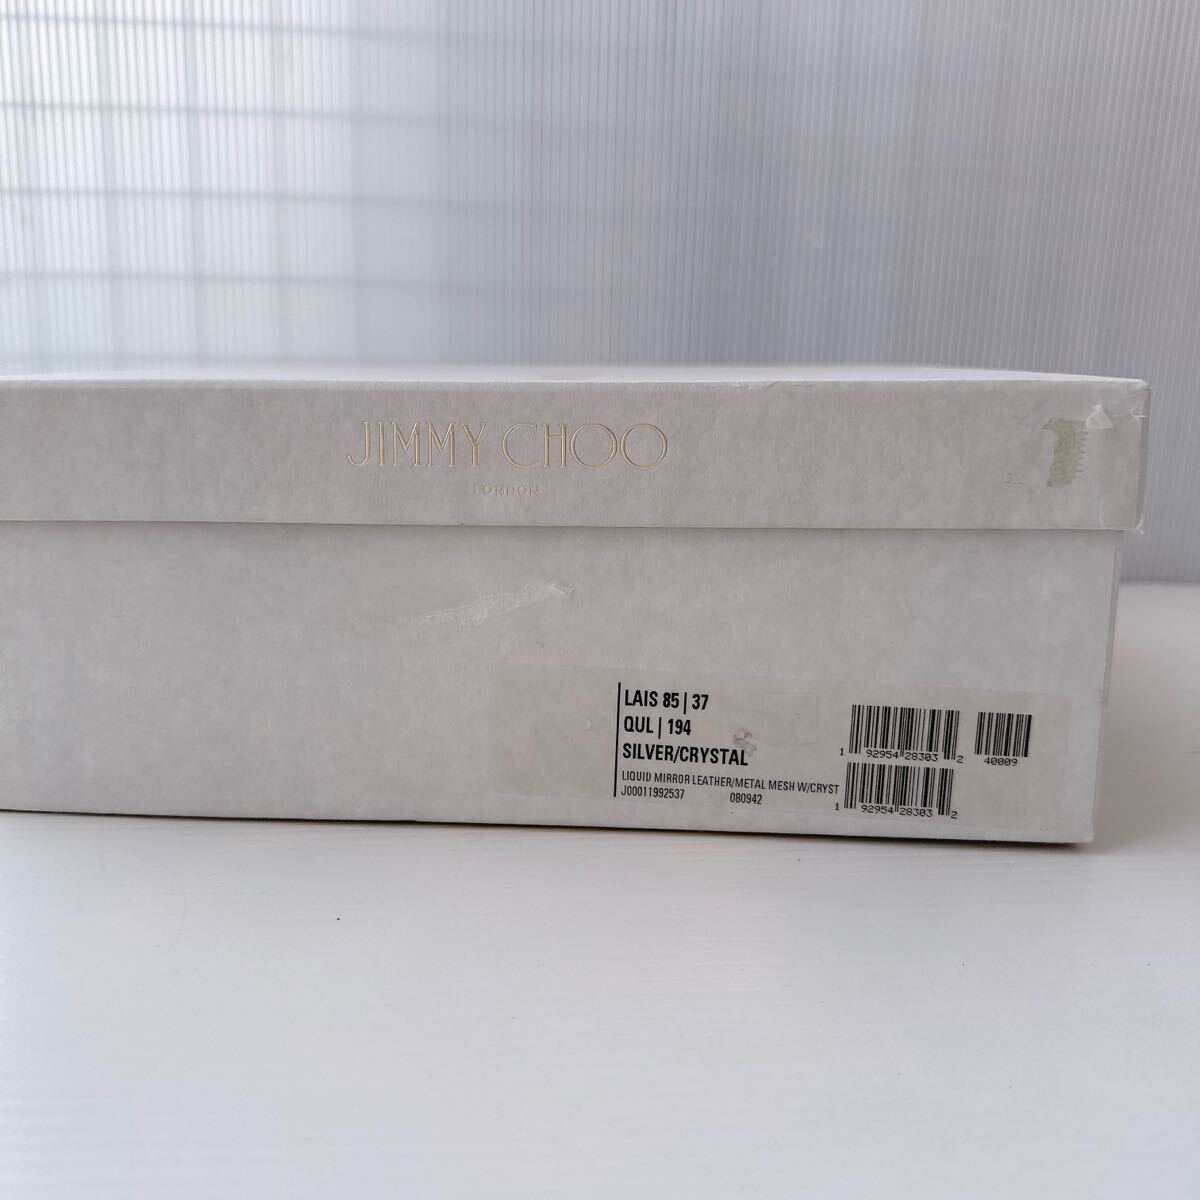 JIMMY CHOO
LONDON
LAIS 85 | 37
QUL | 194
SILVER/CRYSTAL
LIQUID MIRROR LEATHER/METAL MESH W/CRYST
J00011992537 080942
1 92954 28303 2
40009
1 92954 28303 2